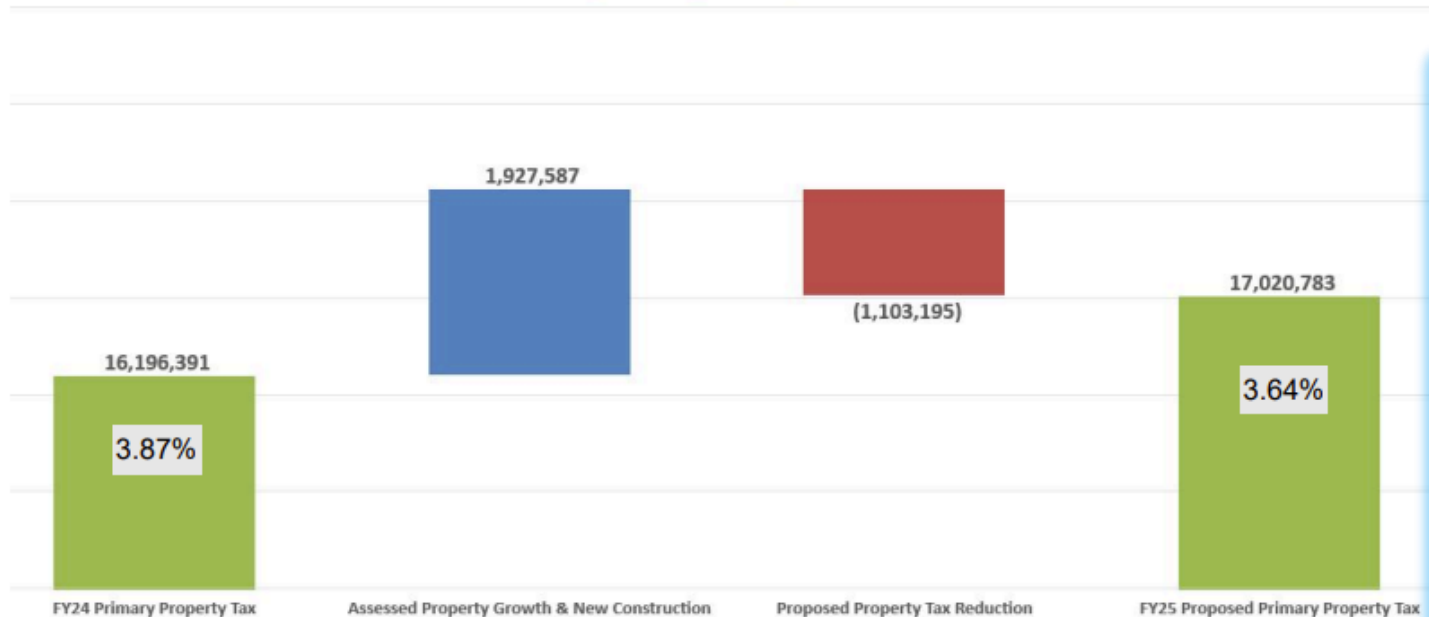 1,927,587
(1,103,195)
17,020,783
16,196,391
3.64%
3.87%
FY24 Primary Property Tax
Assessed Property Growth & New Construction
Proposed Property Tax Reduction
FY25 Proposed Primary Property Tax